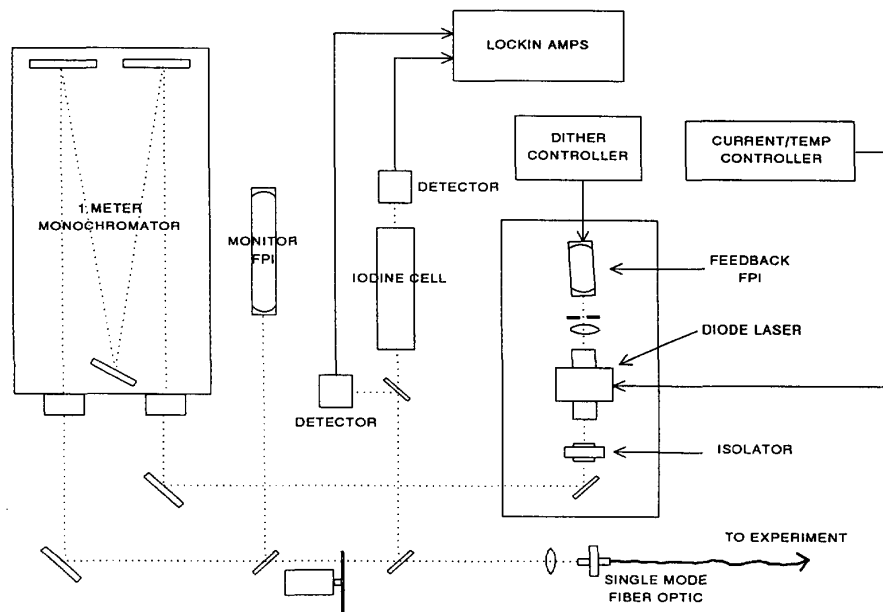 LOCKIN AMPS
DITHER
CONTROLLER
CURRENT/TEMP
CONTROLLER
DETECTOR
1 METER
MONOCHROMATOR
MONITOR
FPI
IODINE CELL
FEEDBACK
FPI
DIODE LASER
DETECTOR
ISOLATOR
TO EXPERIMENT
SINGLE MODE
FIBER OPTIC